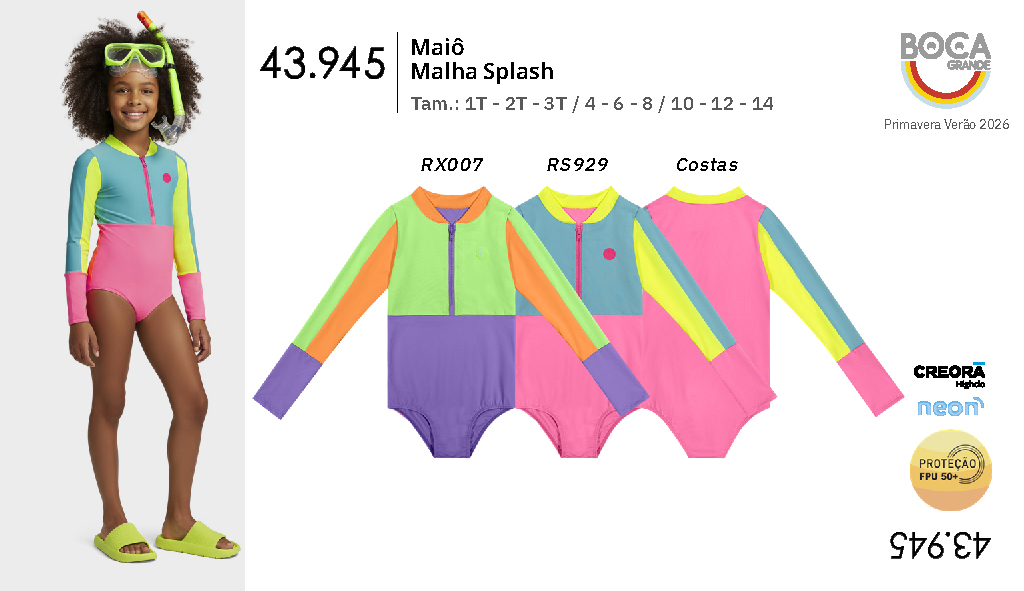 43.945
Maiô
Malha Splash
Tam.: 1T - 2T - 3T / 4 - 6 - 8 / 10 - 12 - 14
BOCA
GRANDE
Primavera Verão 2026
RX007
RS929
Costas
CREORA
Highclo
neon
PROTEÇÃO
FPU 50+
43.945